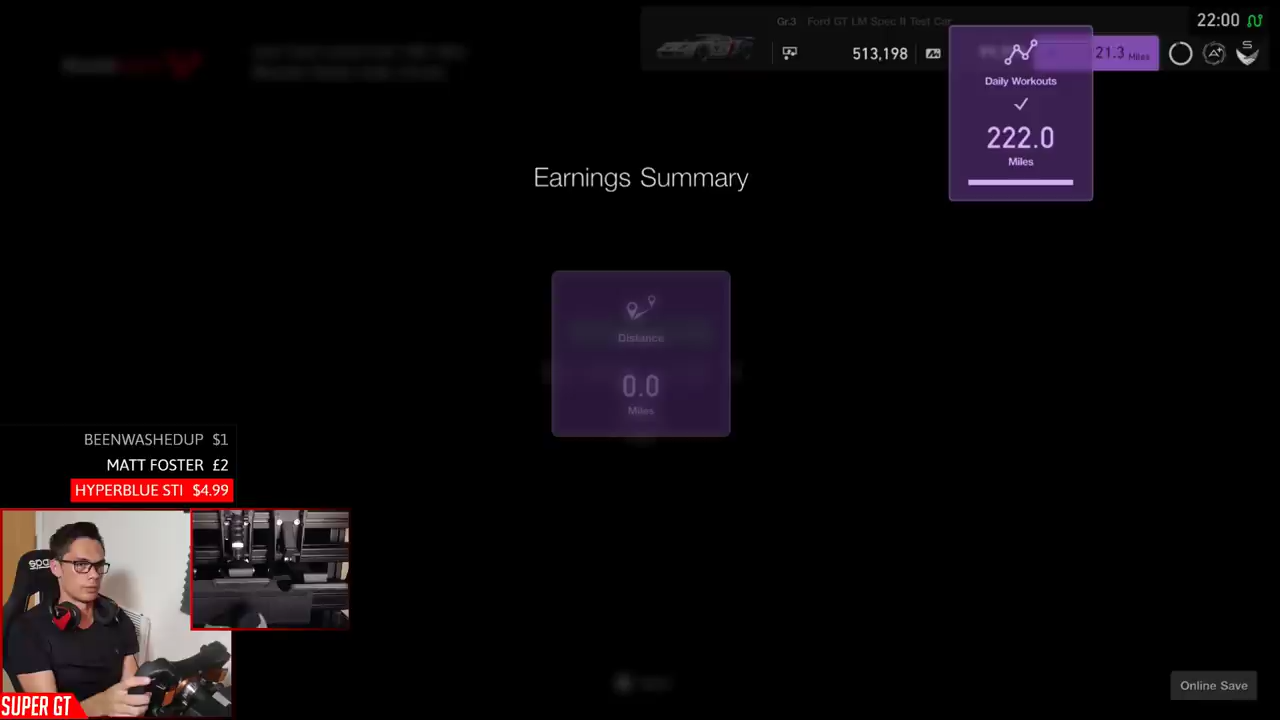 Gr.3 Ford GT LM Spec II Test Car
22:00
513,198
21.3 Miles
S
Daily Workouts
222.0
Miles
Earnings Summary
Distance
0.0
Miles
BEENWASHEDUP $1
MATT FOSTER £2
HYPERBLUE STI $4.99
SUPER GT
Online Save